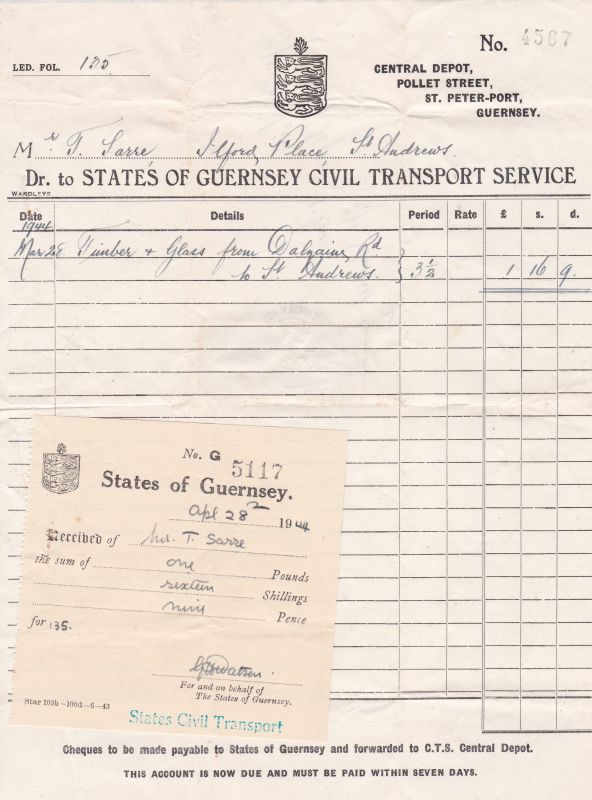 No. 4567
LED. FOL. 135
CENTRAL DEPOT,
POLLET STREET,
ST. PETER-PORT,
GUERNSEY.
Mr T. Sarre Ilford Place, St Andrews.
Dr. to STATES OF GUERNSEY CIVIL TRANSPORT SERVICE
WARDLEYS
Date Details Period Rate £ s. d.
1944
Mar 28 Timber & Glass from Dalgairns Rd
to St Andrews. 3½ 1 16 9.
No. G 5117
States of Guernsey.
Apl 28 1944
Received of Mr. T. Sarre
the sum of one Pounds
sixteen Shillings
nine Pence
for 135.
For and on behalf of
The States of Guernsey.
Star 100b—100d—6—43
States Civil Transport
Cheques to be made payable to States of Guernsey and forwarded to C.T.S. Central Depot.
THIS ACCOUNT IS NOW DUE AND MUST BE PAID WITHIN SEVEN DAYS.